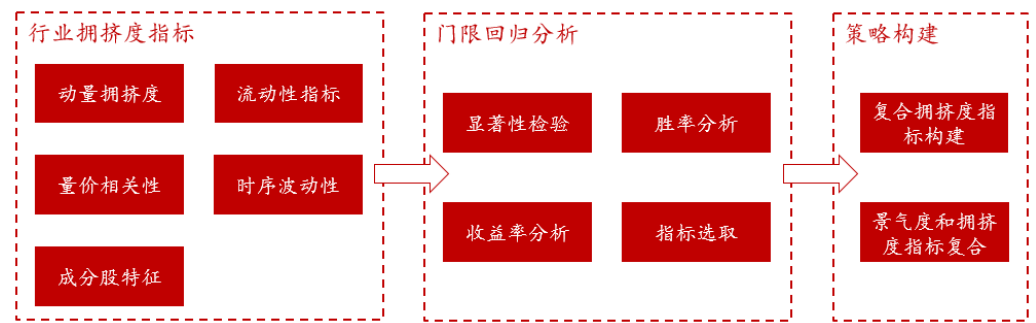 行业拥挤度指标
动量拥挤度
流动性指标
量价相关性
时序波动性
成分股特征
门限回归分析
显著性检验
胜率分析
收益率分析
指标选取
策略构建
复合拥挤度指
标构建
景气度和拥挤
度指标复合